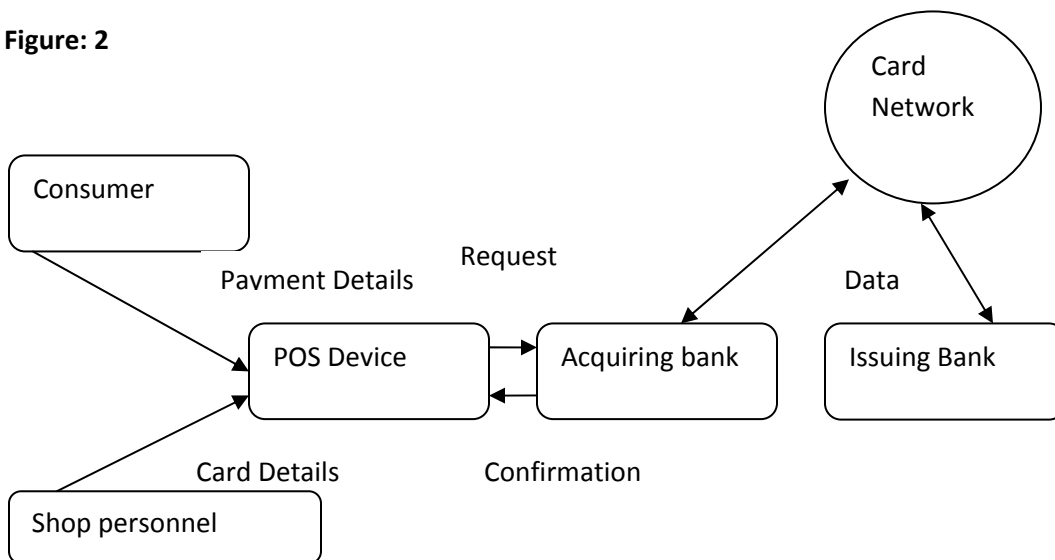 Figure: 2
Card
Network
Consumer
Request
Payment Details
Data
POS Device
Acquiring bank
Issuing Bank
Card Details
Confirmation
Shop personnel